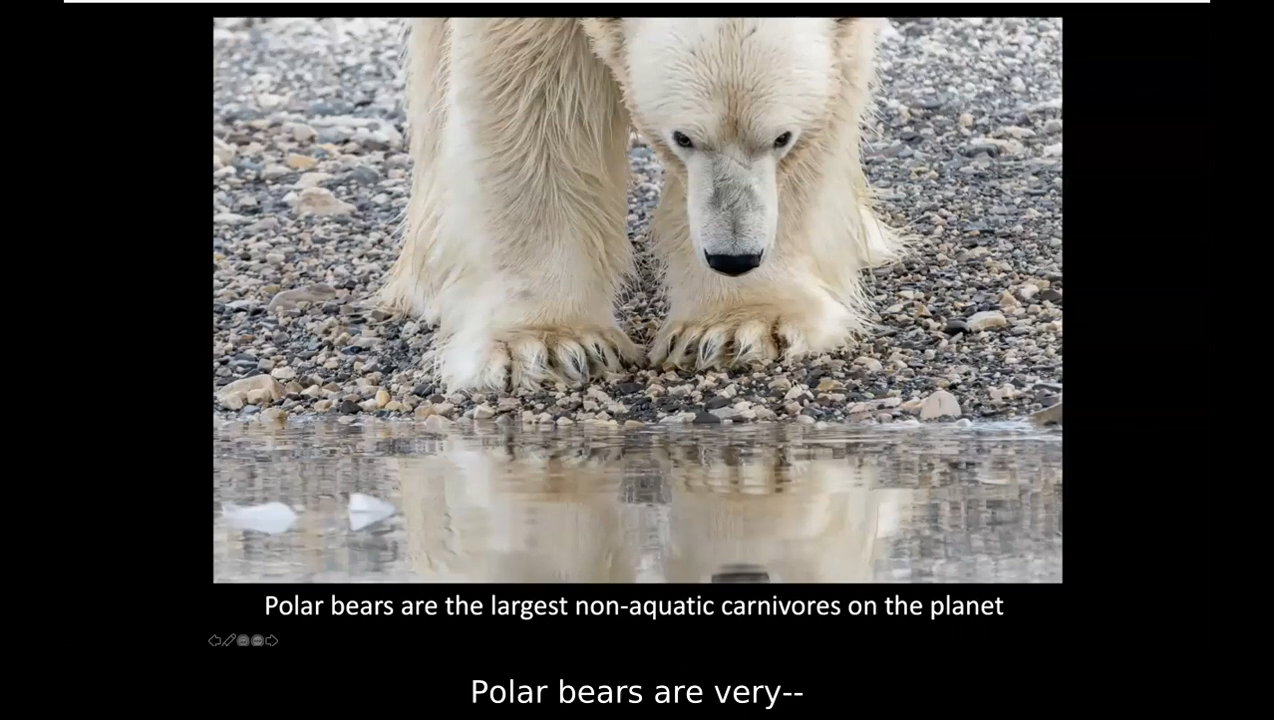 Polar bears are the largest non-aquatic carnivores on the planet
Polar bears are very--